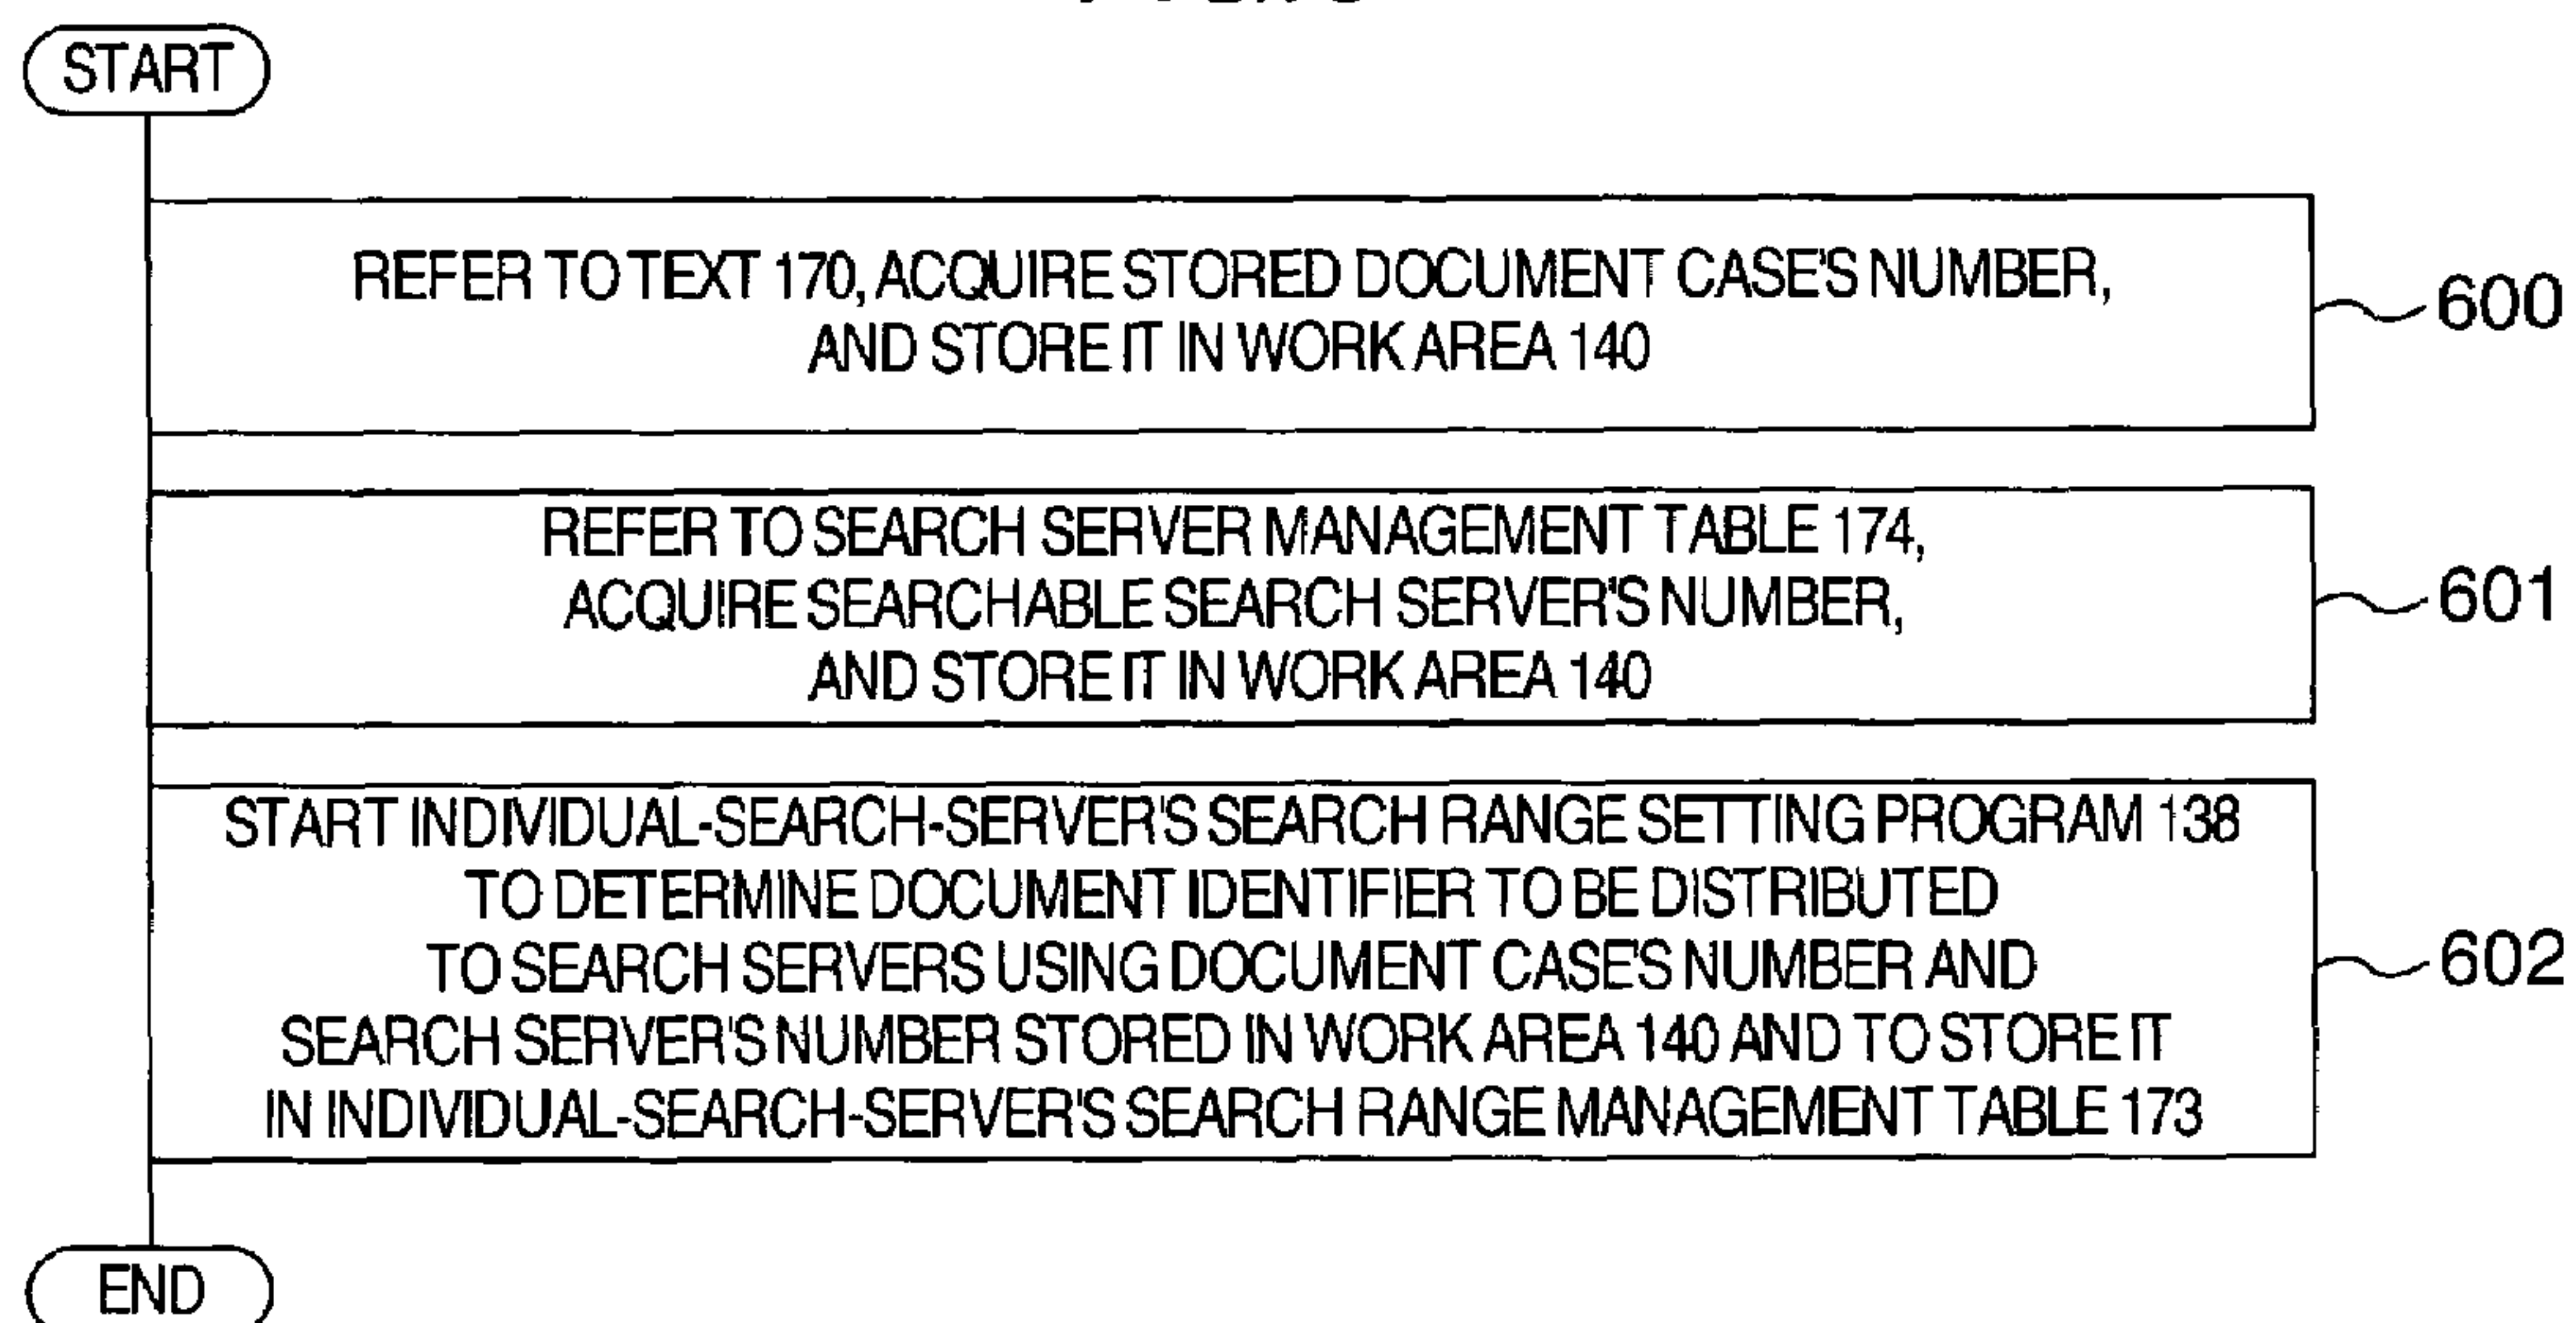 START
REFER TO TEXT 170, ACQUIRE STORED DOCUMENT CASE'S NUMBER,
AND STORE IT IN WORK AREA 140
600
REFER TO SEARCH SERVER MANAGEMENT TABLE 174,
ACQUIRE SEARCHABLE SEARCH SERVER'S NUMBER,
AND STORE IT IN WORK AREA 140
601
START INDIVIDUAL-SEARCH-SERVER'S SEARCH RANGE SETTING PROGRAM 138
TO DETERMINE DOCUMENT IDENTIFIER TO BE DISTRIBUTED
TO SEARCH SERVERS USING DOCUMENT CASE'S NUMBER AND
SEARCH SERVER'S NUMBER STORED IN WORK AREA 140 AND TO STORE IT
IN INDIVIDUAL-SEARCH-SERVER'S SEARCH RANGE MANAGEMENT TABLE 173
602
END